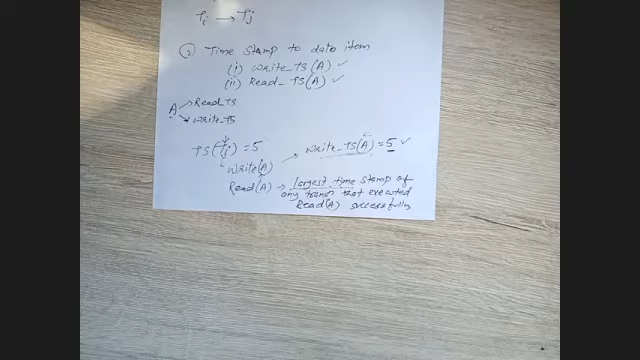 Ti → Tj
② Time stamp to data item
(i) Write_TS(A) ✓
(ii) Read_TS(A) ✓
A → Read_TS
→ Write_TS
TS(Ti) = 5
→ Write(A) → Write_TS(A) = 5 ✓
Read(A) → largest time stamp of
any transn that executed
Read(A) successfully